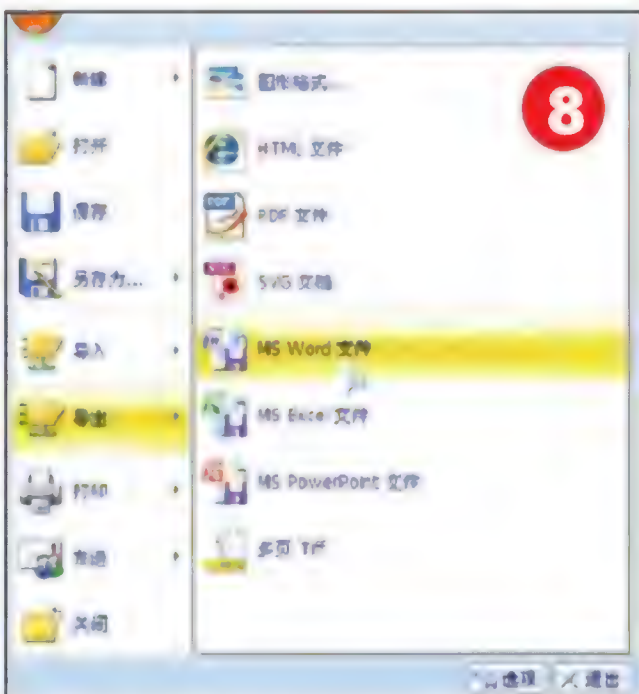 新建
打开
保存
另存为...
导入
导出
打印
发送
关闭
图形格式...
HTML 文件
PDF 文件
SVG 文档
MS Word 文件
MS Excel 文件
MS PowerPoint 文件
多页 Tiff
8
选项
退出